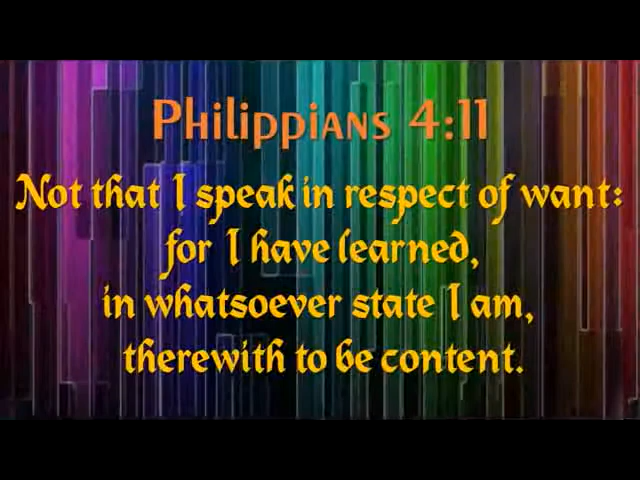 Philippians 4:11
Not that I speak in respect of want:
for I have learned,
in whatsoever state I am,
therewith to be content.